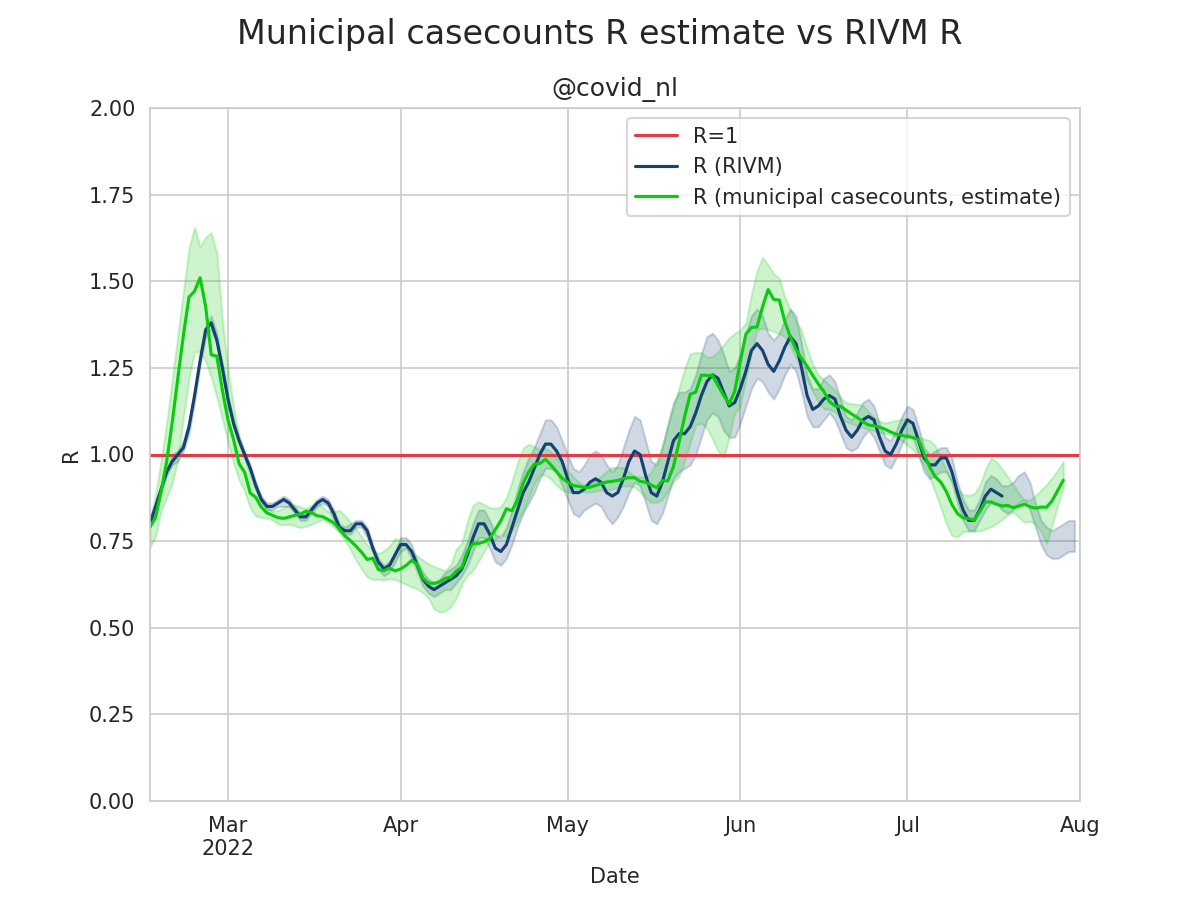 Municipal casecounts R estimate vs RIVM R
@covid_nl
2.00
1.75
1.50
1.25
1.00
0.75
0.50
0.25
0.00
R
R=1
R (RIVM)
R (municipal casecounts, estimate)
Mar
2022
Apr
May
Jun
Jul
Aug
Date